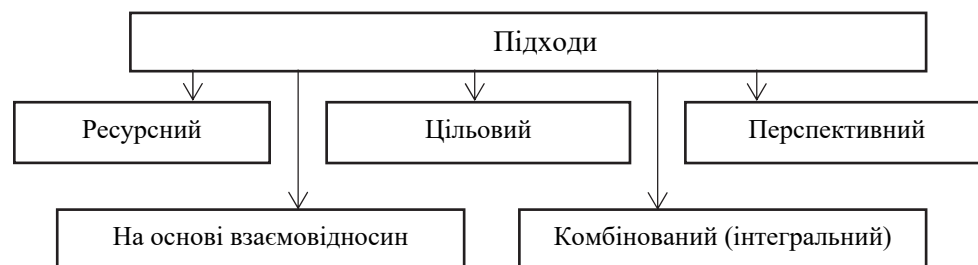 Підходи
Ресурсний
Цільовий
Перспективний
На основі взаємовідносин
Комбінований (інтегральний)